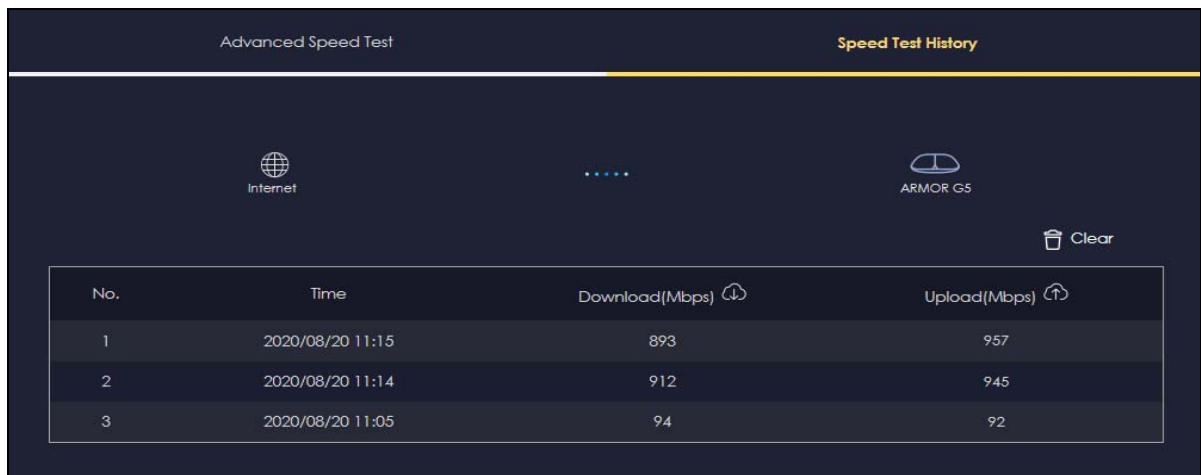 Advanced Speed Test Speed Test History
Internet ARMOR G5
Clear
No. Time Download(Mbps) Upload(Mbps)
1 2020/08/20 11:15 893 957
2 2020/08/20 11:14 912 945
3 2020/08/20 11:05 94 92